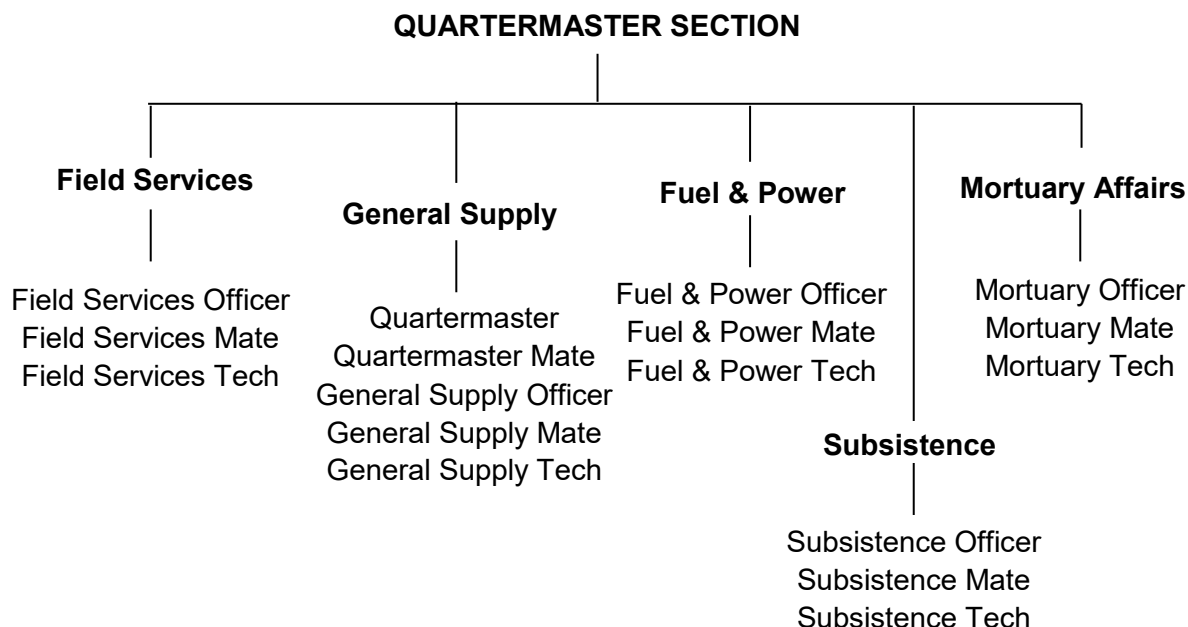 QUARTERMASTER SECTION
Field Services
Field Services Officer
Field Services Mate
Field Services Tech
General Supply
Quartermaster
Quartermaster Mate
General Supply Officer
General Supply Mate
General Supply Tech
Fuel & Power
Fuel & Power Officer
Fuel & Power Mate
Fuel & Power Tech
Subsistence
Subsistence Officer
Subsistence Mate
Subsistence Tech
Mortuary Affairs
Mortuary Officer
Mortuary Mate
Mortuary Tech